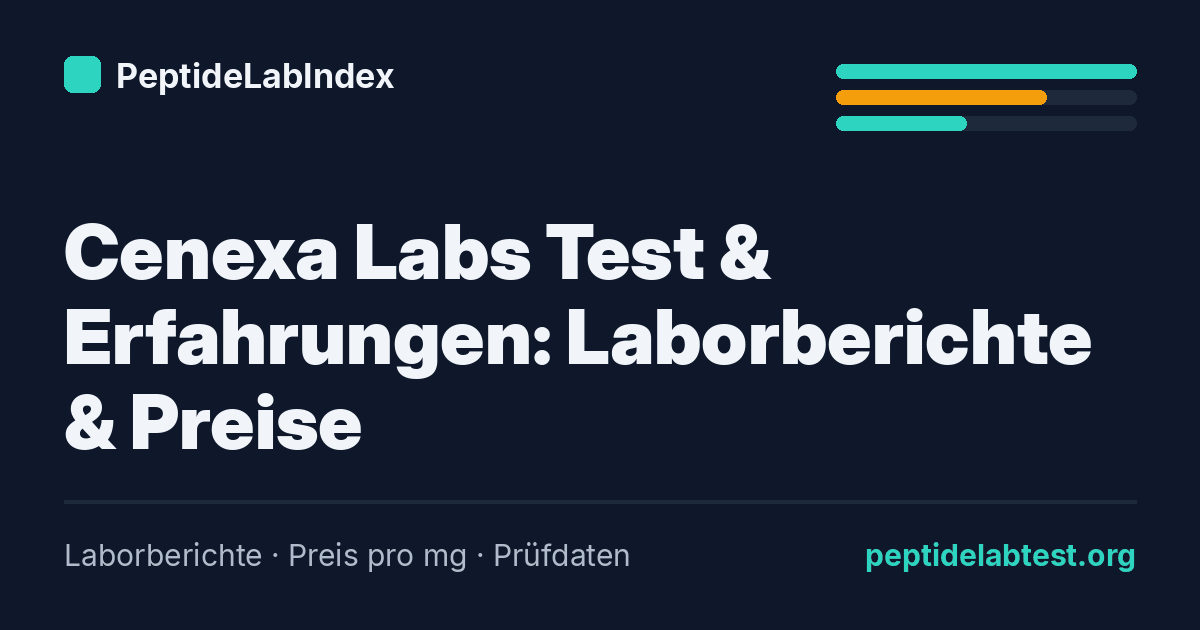 PeptideLabIndex
Cenexa Labs Test &
Erfahrungen: Laborberichte
& Preise
Laborberichte · Preis pro mg · Prüfdaten
peptidelabtest.org